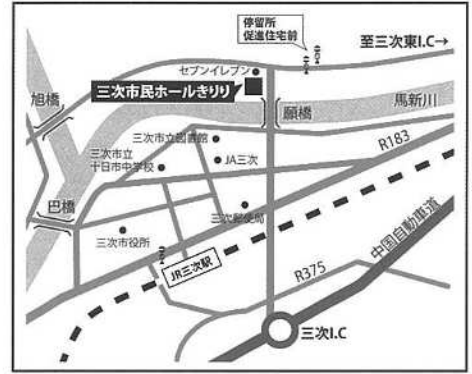 停留所
促進住宅前
至三次東I.C→
セブンイレブン
三次市民ホールきりり
旭橋
願橋
馬新川
三次市立図書館
三次市立
十日市中学校
JA三次
R183
巴橋
三次郵便局
三次市役所
JR三次駅
中国自動車道
R375
三次I.C